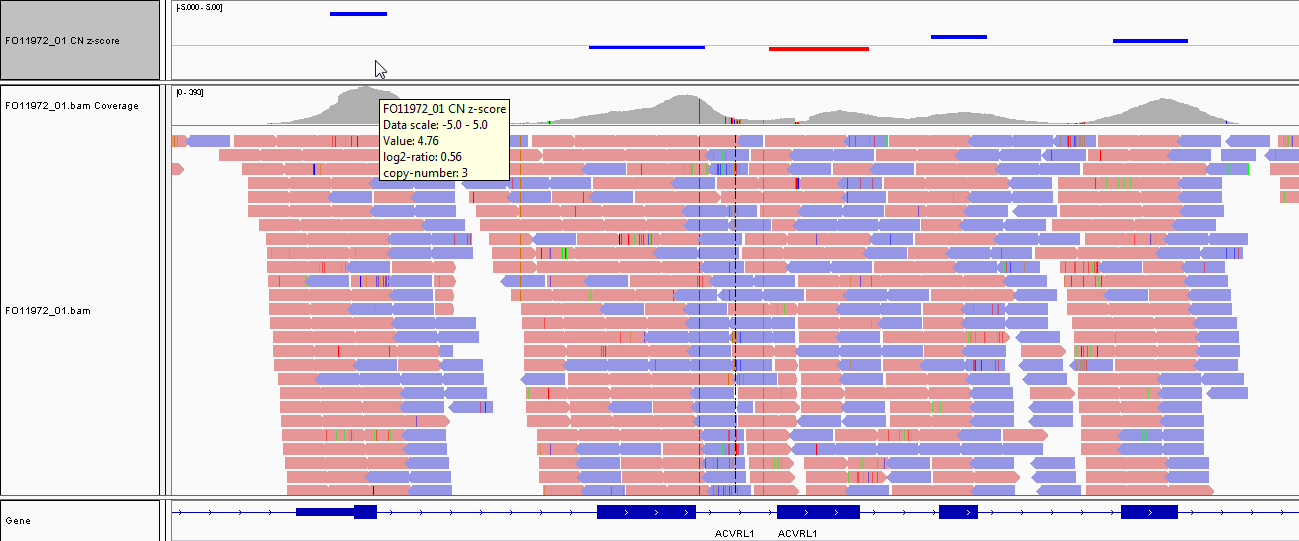 [-5.000 - 5.00]
FO11972_01 CN z-score
FO11972_01.bam Coverage
[0 - 393]
FO11972_01 CN z-score
Data scale: -5.0 - 5.0
Value: 4.76
log2-ratio: 0.56
copy-number: 3
FO11972_01.bam
Gene
ACVRL1 ACVRL1